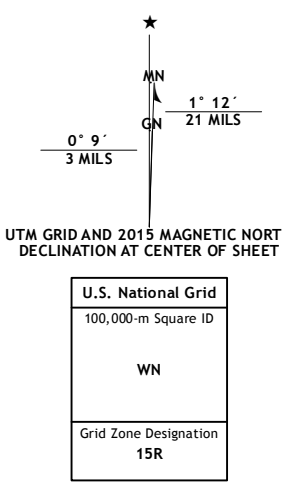 MN
1° 12´
21 MILS
GN
0° 9´
3 MILS
UTM GRID AND 2015 MAGNETIC NORT
DECLINATION AT CENTER OF SHEET
U.S. National Grid
100,000-m Square ID
WN
Grid Zone Designation
15R